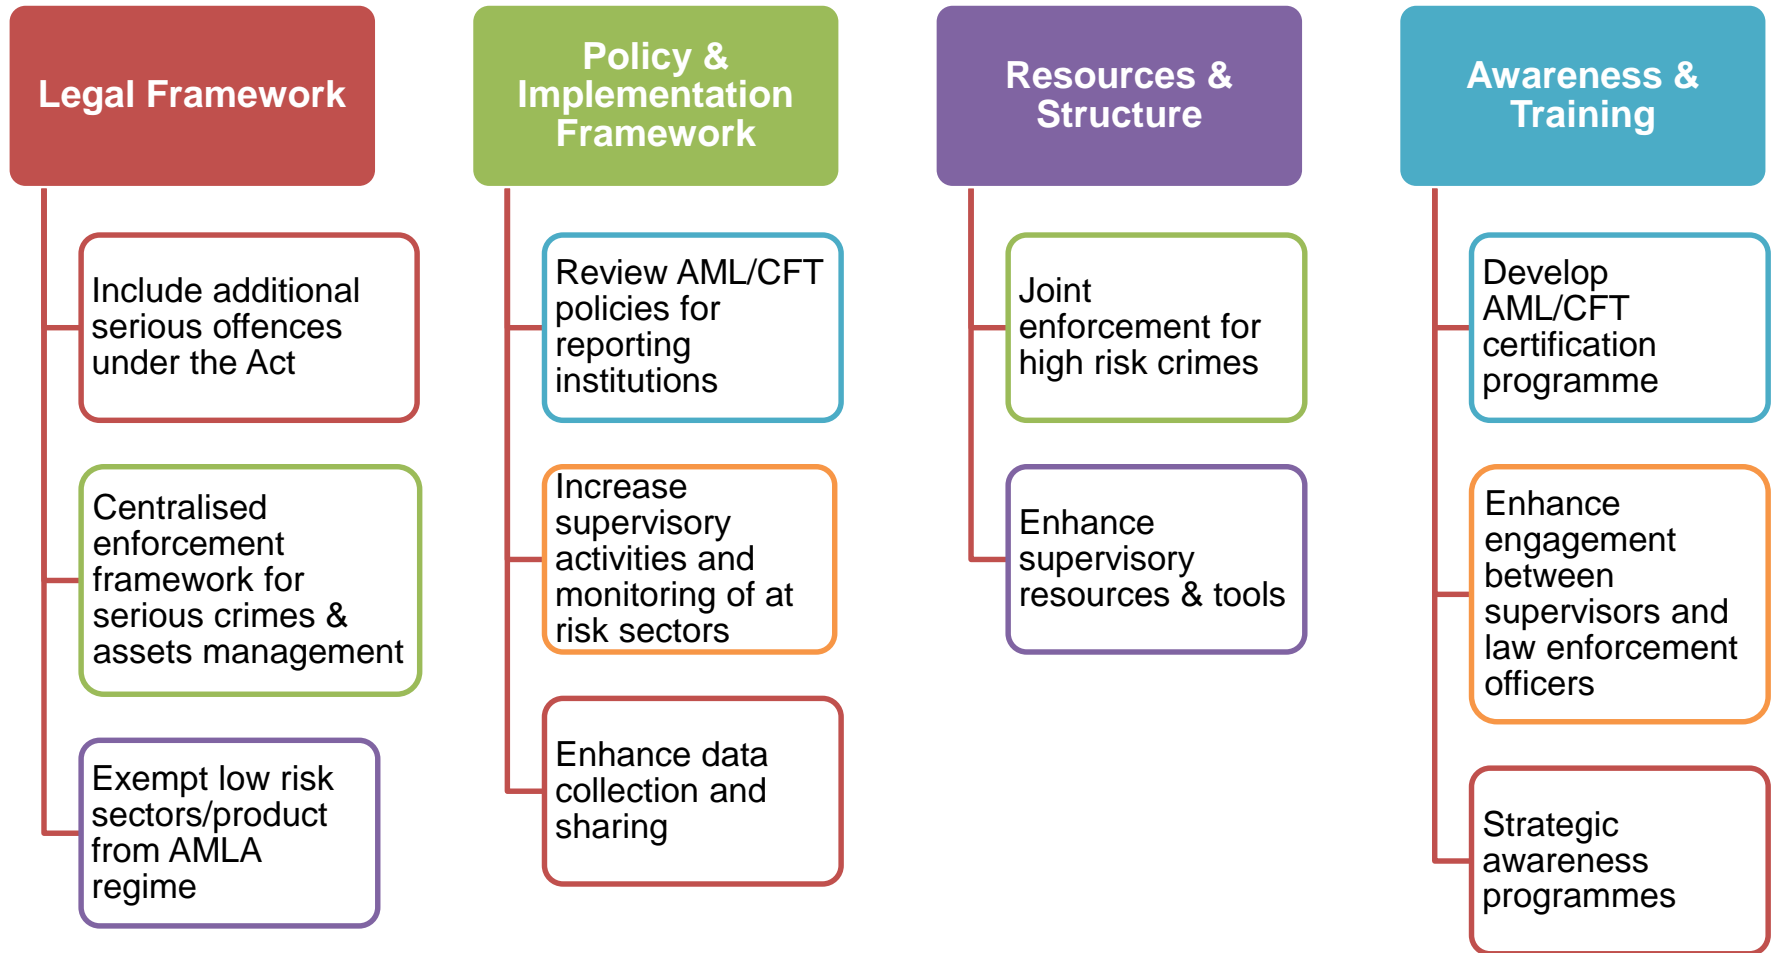 Legal Framework
Include additional
serious offences
under the Act
Centralised
enforcement
framework for
serious crimes &
assets management
Exempt low risk
sectors/product
from AMLA
regime
Policy &
Implementation
Framework
Review AML/CFT
policies for
reporting
institutions
Increase
supervisory
activities and
monitoring of at
risk sectors
Enhance data
collection and
sharing
Resources &
Structure
Joint
enforcement for
high risk crimes
Enhance
supervisory
resources & tools
Awareness &
Training
Develop
AML/CFT
certification
programme
Enhance
engagement
between
supervisors and
law enforcement
officers
Strategic
awareness
programmes